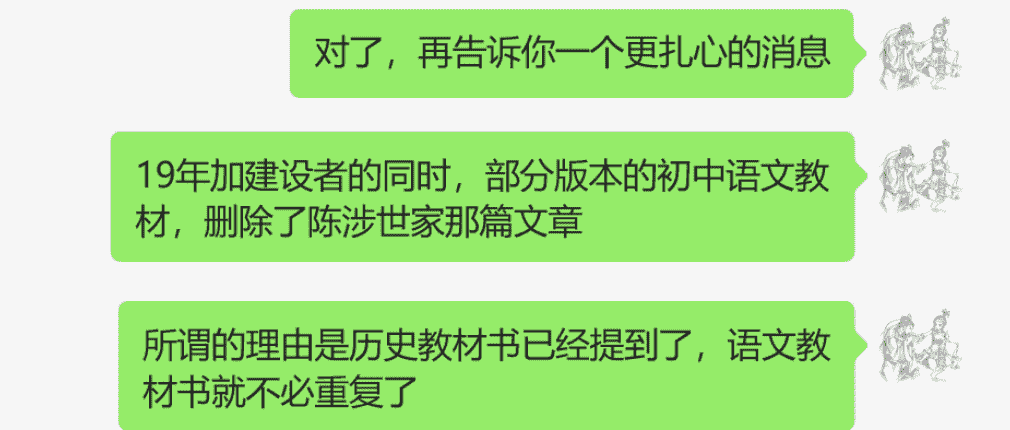 对了，再告诉你一个更扎心的消息
19年加建设者的同时，部分版本的初中语文教
材，删除了陈涉世家那篇文章
所谓的理由是历史教材书已经提到了，语文教
材书就不必重复了